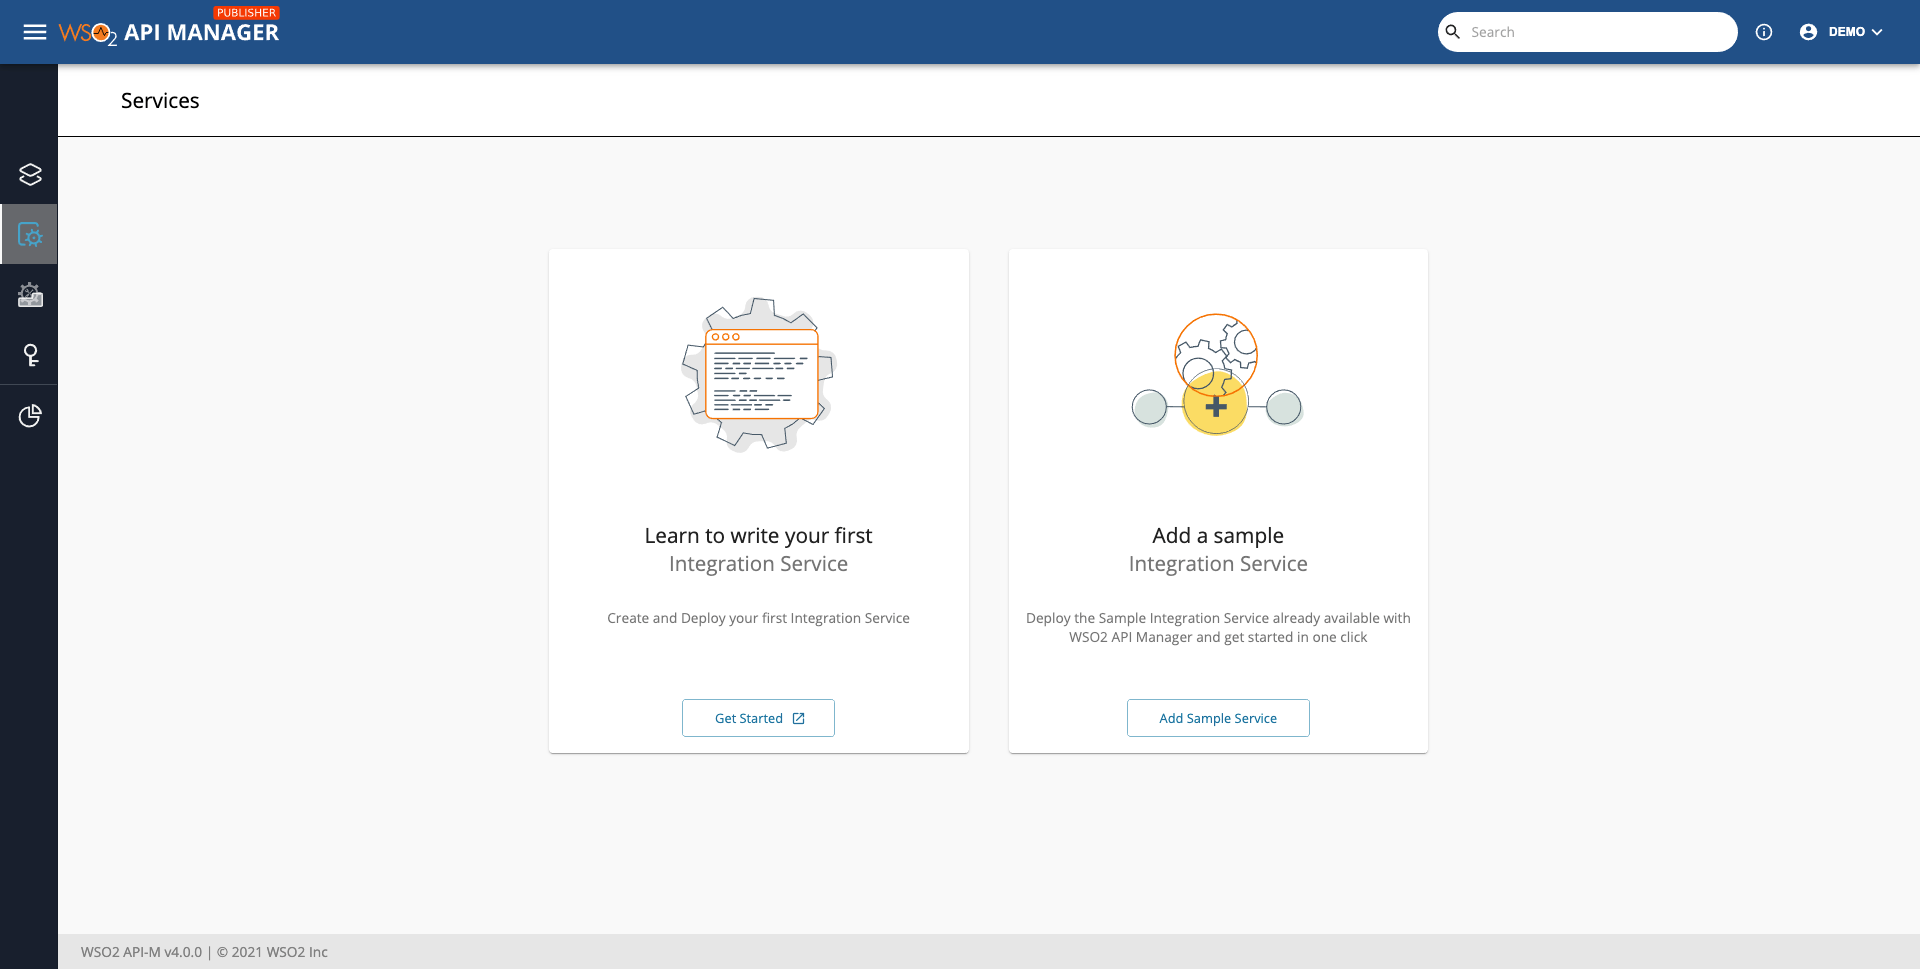 PUBLISHER
WSO2 API MANAGER
Search
DEMO
Services
Learn to write your first
Integration Service
Create and Deploy your first Integration Service
Get Started
Add a sample
Integration Service
Deploy the Sample Integration Service already available with
WSO2 API Manager and get started in one click
Add Sample Service
WSO2 API-M v4.0.0 | © 2021 WSO2 Inc